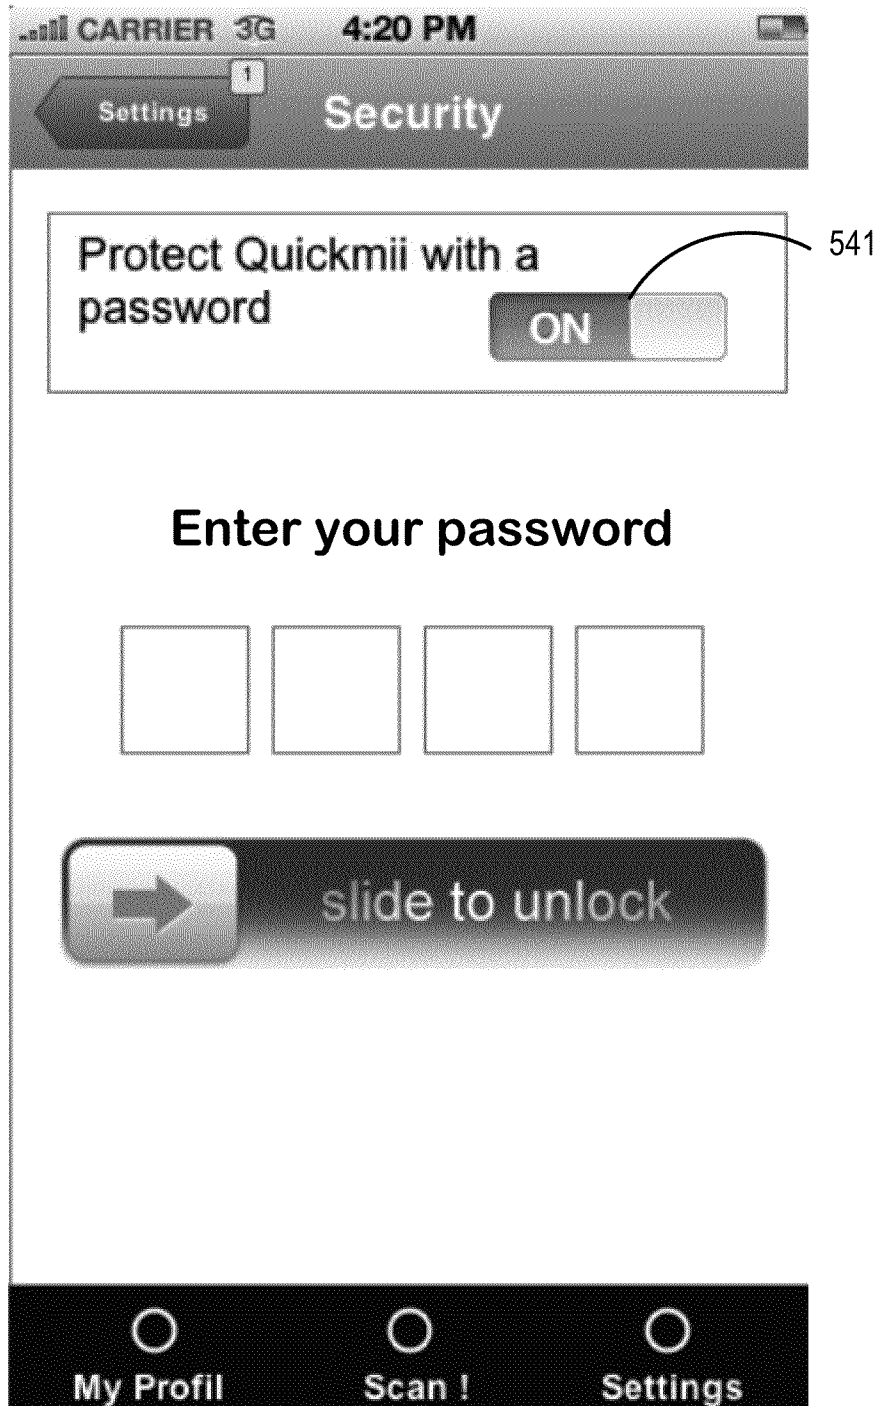 CARRIER 3G 4:20 PM
1
Settings
Security
Protect Quickmii with a
password
541
ON
Enter your password
slide to unlock
My Profil Scan ! Settings